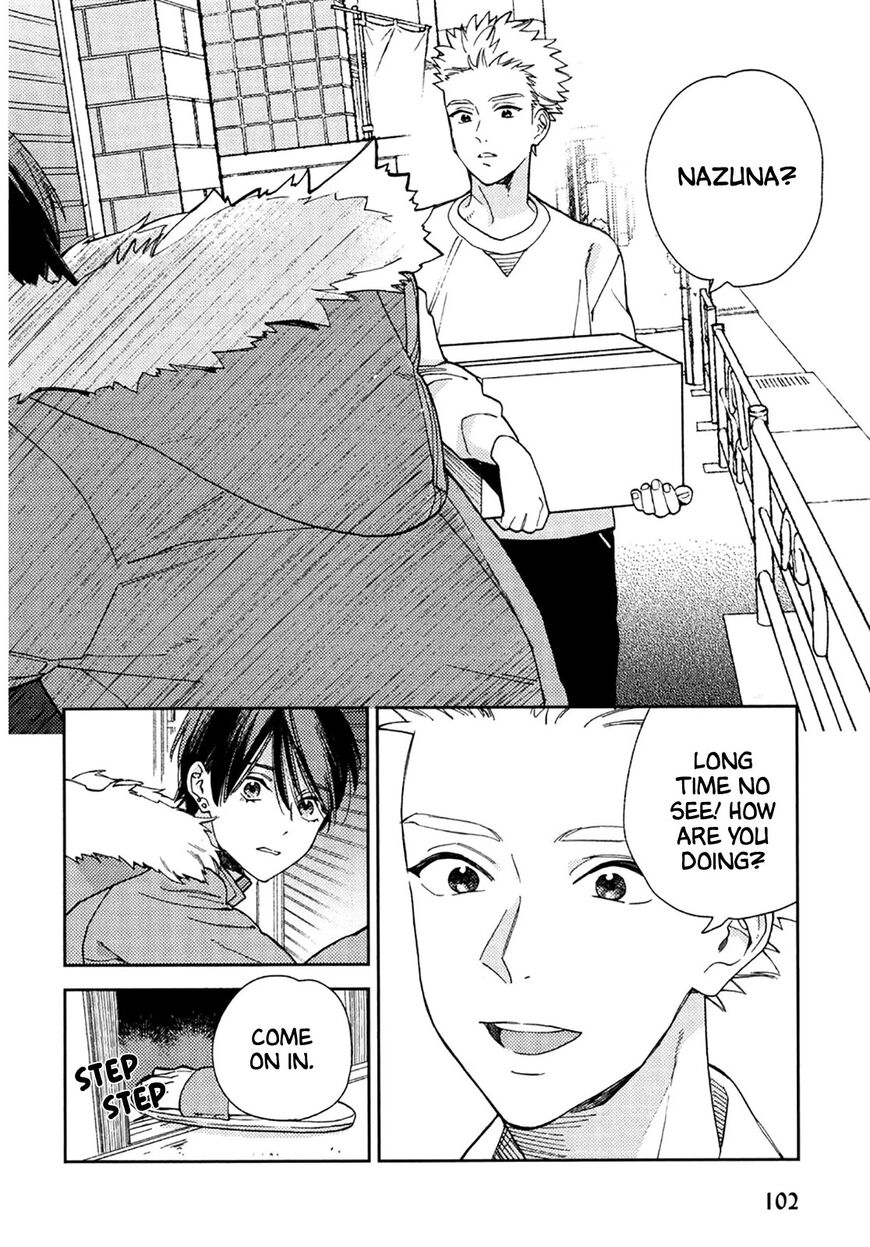 NAZUNA?
LONG
TIME NO
SEE! HOW
ARE YOU
DOING?
COME
ON IN.
STEP
STEP
102